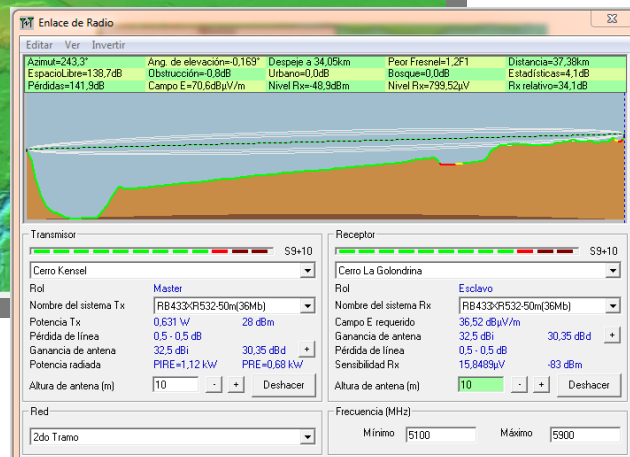 Enlace de Radio
Editar Ver Invertir
Azimut=243,3° Ang. de elevación=-0,169° Despeje a 34,05km Peor Fresnel=1,2F1 Distancia=37,38km
EspacioLibre=138,7dB Obstrucción=-0,8dB Urbano=0,0dB Bosque=0,0dB Estadísticas=4,1dB
Pérdidas=141,9dB Campo E=70,6dBµV/m Nivel Rx=-48,9dBm Nivel Rx=799,52µV Rx relativo=34,1dB
Transmisor
S9+10
Cerro Kensel
Rol Master
Nombre del sistema Tx RB433XR532-50m(36Mb)
Potencia Tx 0,631 W 28 dBm
Pérdida de línea 0,5 - 0,5 dB
Ganancia de antena 32,5 dBi 30,35 dBd +
Potencia radiada PIRE=1,12 kW PRE=0,68 kW
Altura de antena (m) 10 - + Deshacer
Red
2do Tramo
Receptor
S9+10
Cerro La Golondrina
Rol Esclavo
Nombre del sistema Rx RB433XR532-50m(36Mb)
Campo E requerido 36,52 dBµV/m
Ganancia de antena 32,5 dBi 30,35 dBd +
Pérdida de línea 0,5 - 0,5 dB
Sensibilidad Rx 15,8489µV -83 dBm
Altura de antena (m) 10 - + Deshacer
Frecuencia (MHz)
Mínimo 5100 Máximo 5900